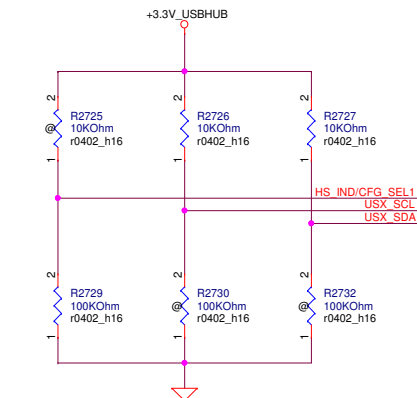 +3.3V_USBHUB
2
2
2
R2725
10KOhm
r0402_h16
@
1
R2726
10KOhm
r0402_h16
1
R2727
10KOhm
r0402_h16
1
HS_IND/CFG_SEL1
USX_SCL
USX_SDA
2
2
2
R2729
100KOhm
r0402_h16
1
R2730
100KOhm
r0402_h16
@
1
R2732
100KOhm
r0402_h16
@
1